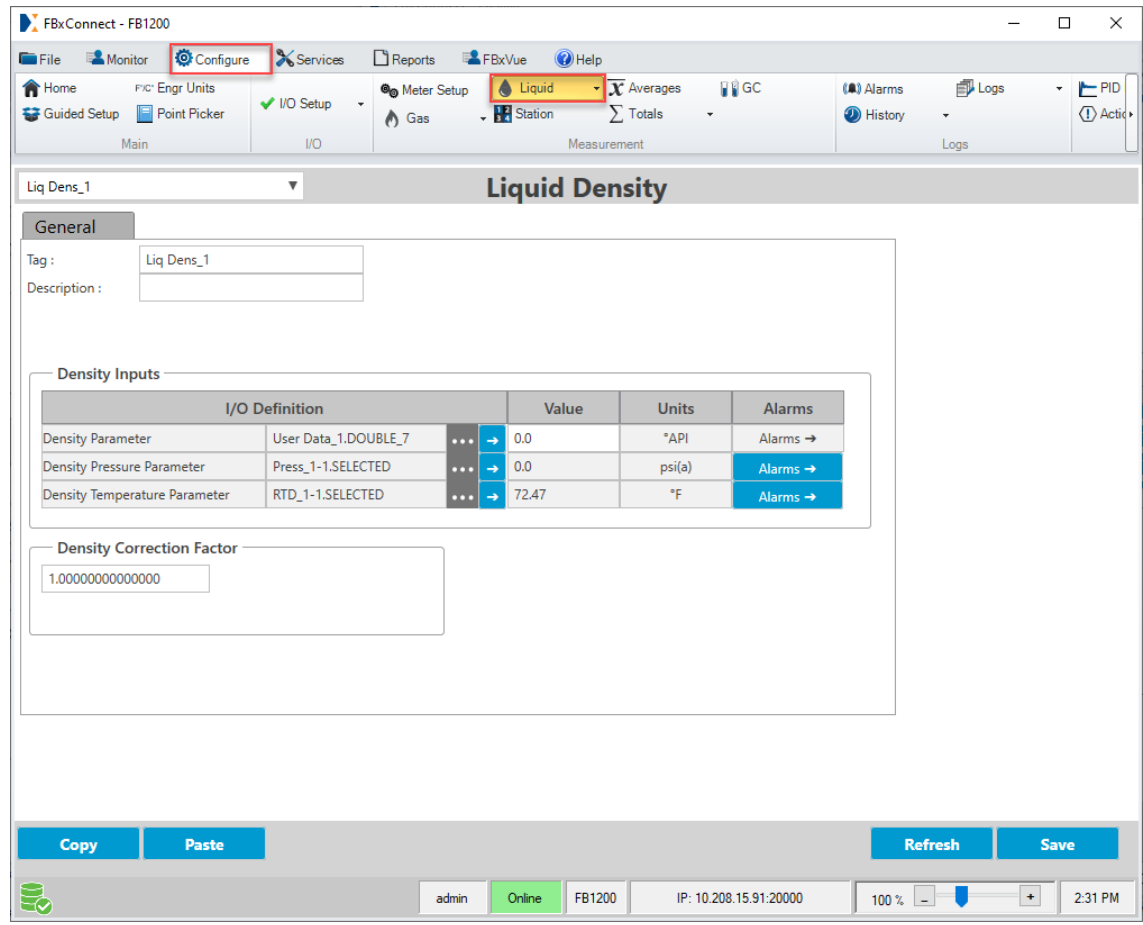 FBxConnect - FB1200
File Monitor Configure Services Reports FBxVue Help
Home Engr Units I/O Setup Meter Setup Liquid Averages GC Alarms Logs PID
Guided Setup Point Picker Gas Station Totals History
Main I/O Measurement Logs
Liq Dens_1 Liquid Density
General
Tag : Liq Dens_1
Description :
Density Inputs
I/O Definition Value Units Alarms
Density Parameter User Data_1.DOUBLE_7 ... → 0.0 °API Alarms →
Density Pressure Parameter Press_1-1.SELECTED ... → 0.0 psi(a) Alarms →
Density Temperature Parameter RTD_1-1.SELECTED ... → 72.47 °F Alarms →
Density Correction Factor
1.00000000000000
Copy Paste Refresh Save
admin Online FB1200 IP: 10.208.15.91:20000 100 % - + 2:31 PM